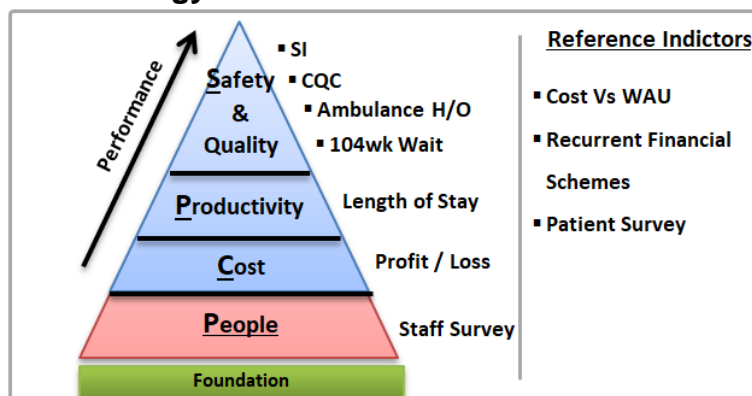 gy
Performance
Safety
&
Quality
▪ SI
▪ CQC
▪ Ambulance H/O
▪ 104wk Wait
Productivity
Length of Stay
Cost
Profit / Loss
People
Staff Survey
Foundation
Reference Indictors
▪ Cost Vs WAU
▪ Recurrent Financial
Schemes
▪ Patient Survey